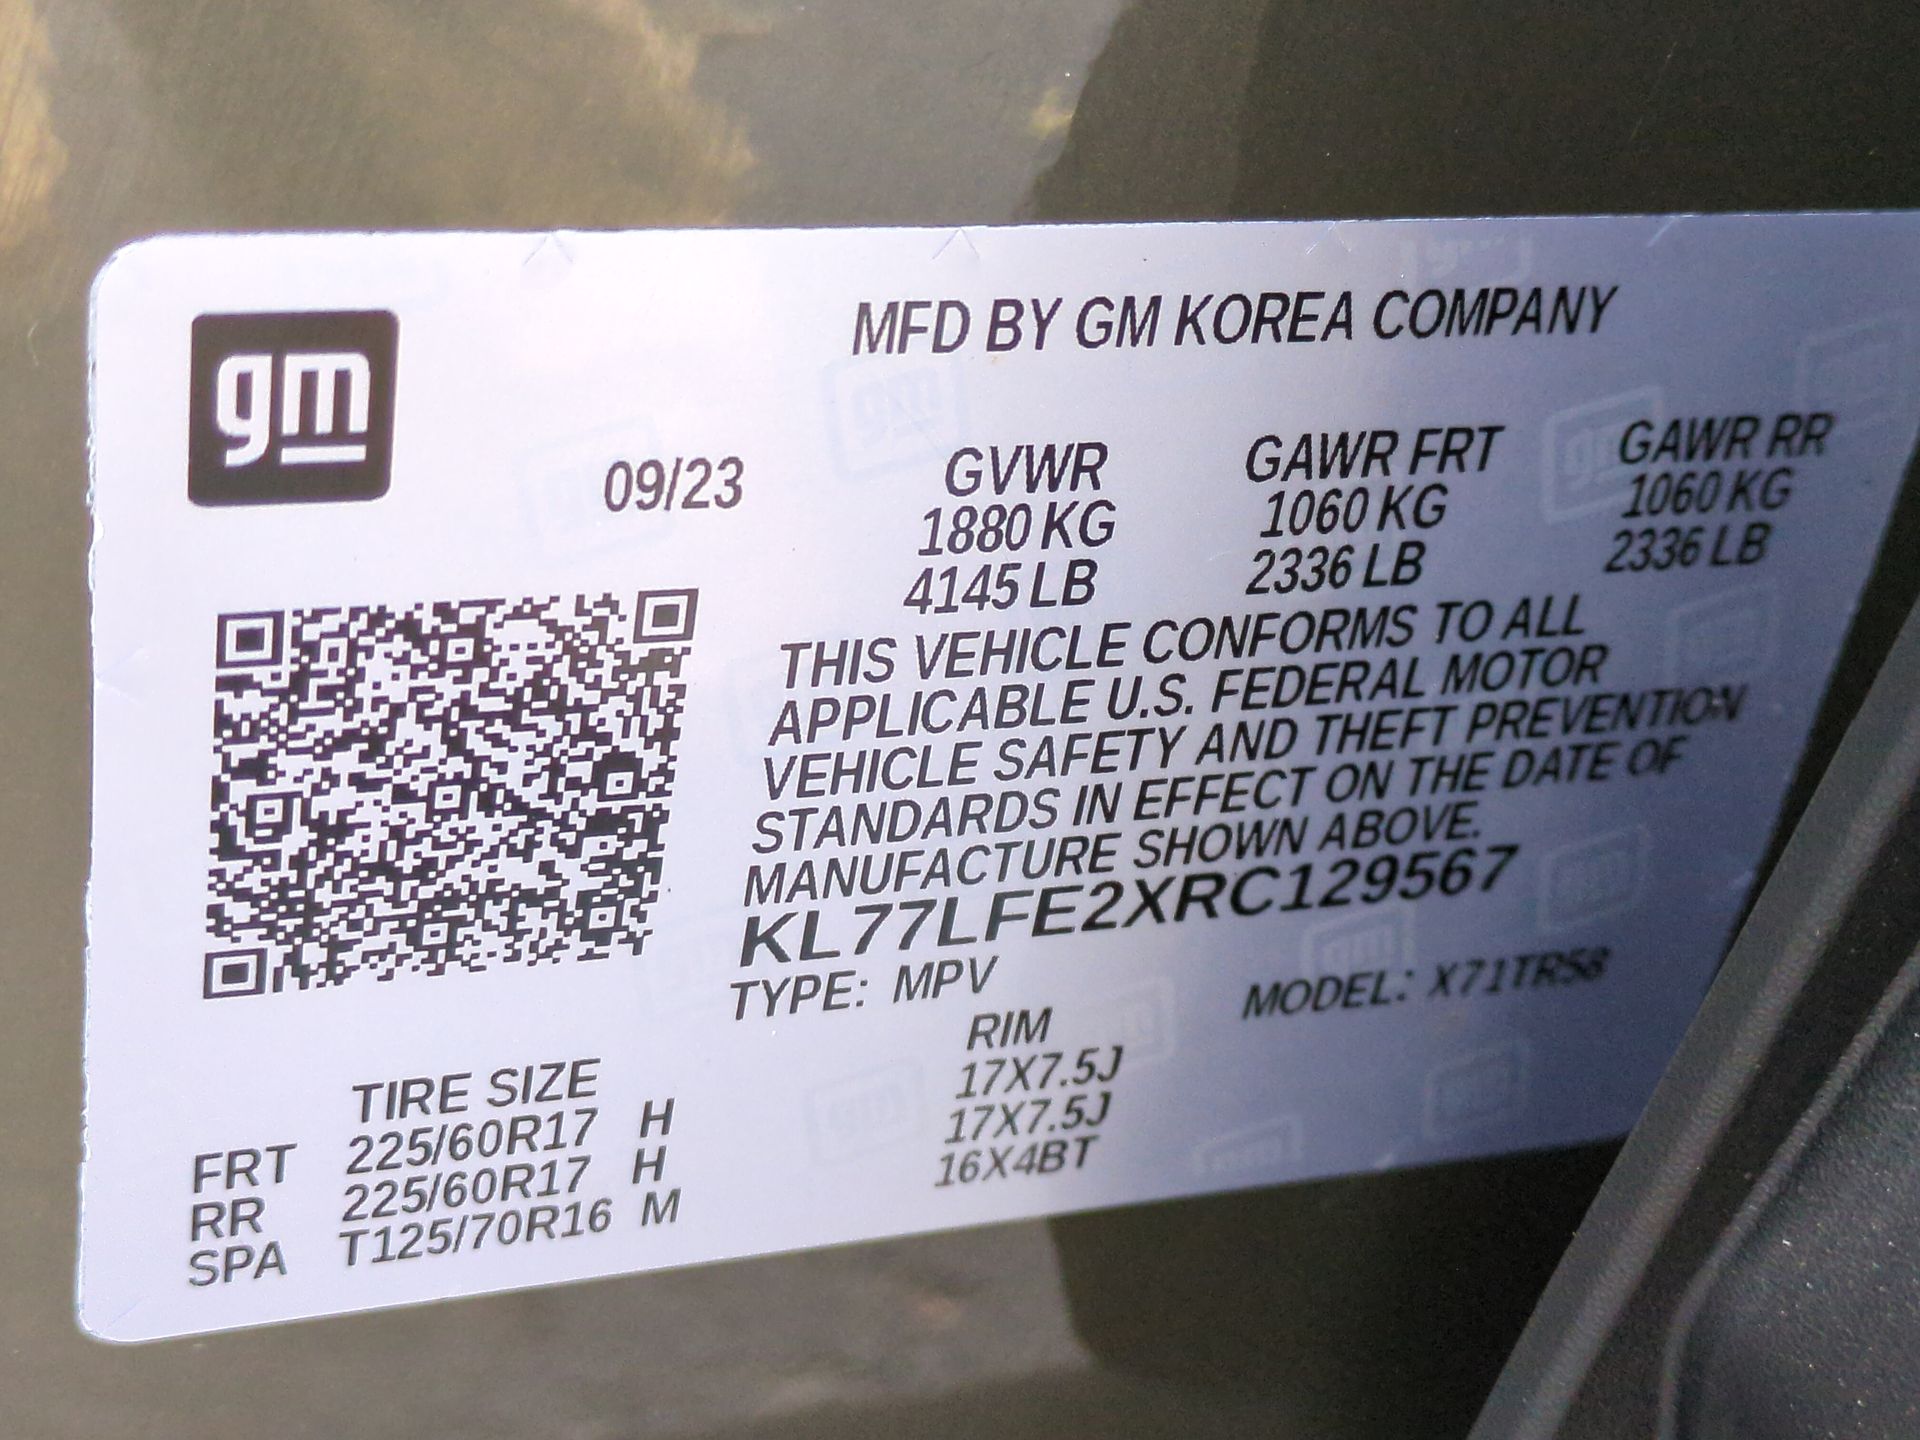 gm
MFD BY GM KOREA COMPANY
09/23 GVWR GAWR FRT GAWR RR
1880 KG 1060 KG 1060 KG
4145 LB 2336 LB 2336 LB
THIS VEHICLE CONFORMS TO ALL
APPLICABLE U.S. FEDERAL MOTOR
VEHICLE SAFETY AND THEFT PREVENTION
STANDARDS IN EFFECT ON THE DATE OF
MANUFACTURE SHOWN ABOVE.
KL77LFE2XRC129567
TYPE: MPV MODEL: X71TR58
TIRE SIZE RIM
FRT 225/60R17 H 17X7.5J
RR 225/60R17 H 17X7.5J
SPA T125/70R16 M 16X4BT